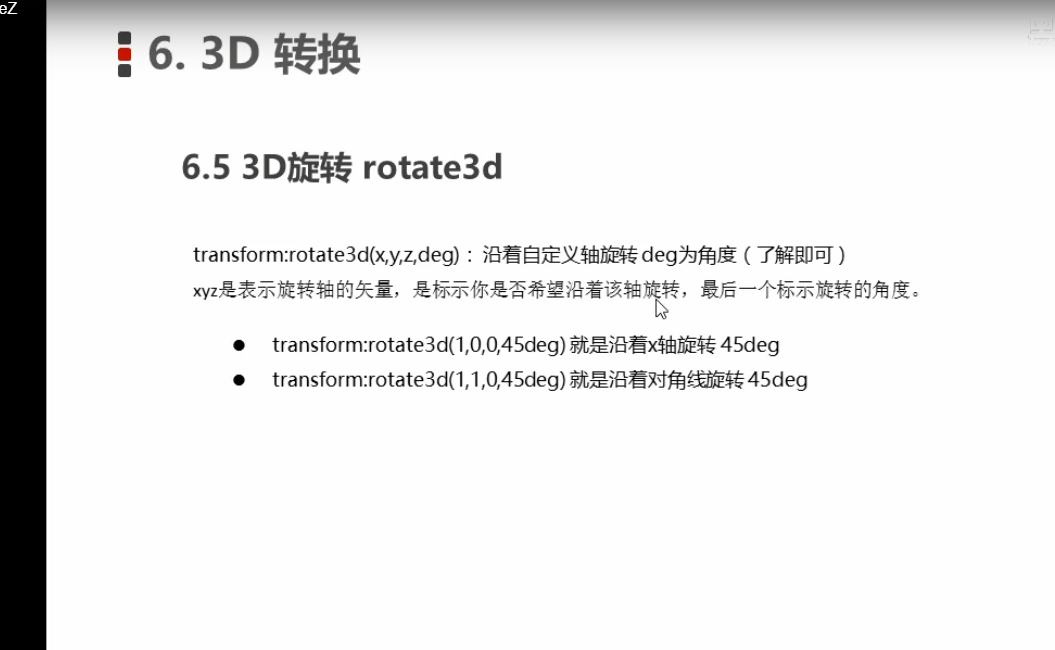 eZ
6. 3D 转换
6.5 3D旋转 rotate3d
transform:rotate3d(x,y,z,deg)： 沿着自定义轴旋转 deg为角度（了解即可）
xyz是表示旋转轴的矢量，是标示你是否希望沿着该轴旋转，最后一个标示旋转的角度。
● transform:rotate3d(1,0,0,45deg) 就是沿着x轴旋转 45deg
● transform:rotate3d(1,1,0,45deg) 就是沿着对角线旋转 45deg